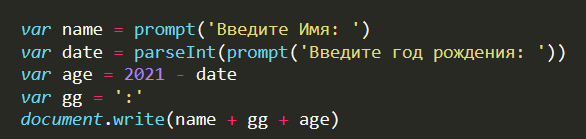 var name = prompt('Введите Имя: ')
var date = parseInt(prompt('Введите год рождения: '))
var age = 2021 - date
var gg = ':'
document.write(name + gg + age)